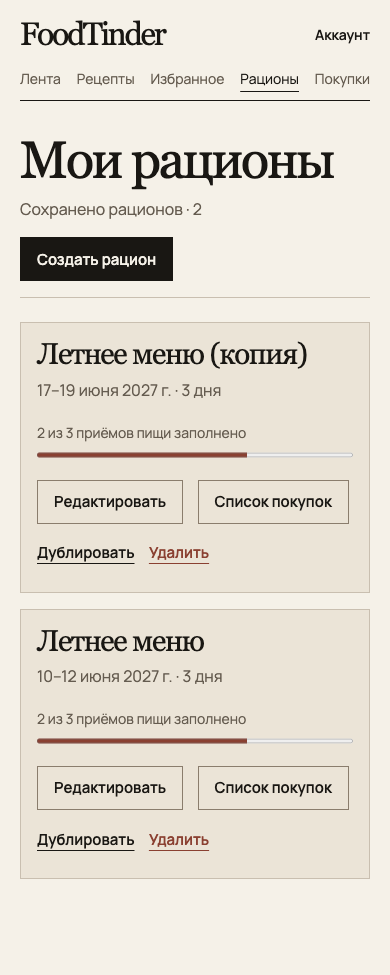 FoodTinder
Аккаунт
Лента Рецепты Избранное Рационы Покупки
Мои рационы
Сохранено рационов · 2
Создать рацион
Летнее меню (копия)
17–19 июня 2027 г. · 3 дня
2 из 3 приёмов пищи заполнено
Редактировать Список покупок
Дублировать Удалить
Летнее меню
10–12 июня 2027 г. · 3 дня
2 из 3 приёмов пищи заполнено
Редактировать Список покупок
Дублировать Удалить